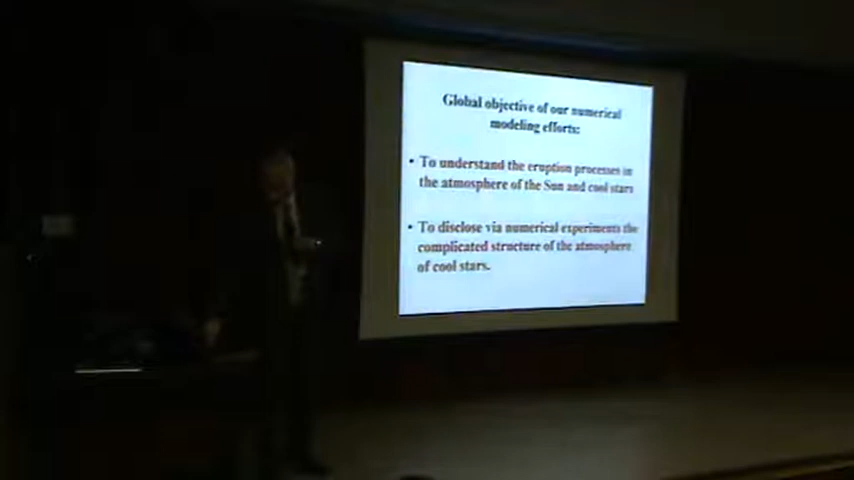 Global objective of our numerical
modeling efforts:
• To understand the eruption processes in
the atmosphere of the Sun and cool stars
• To disclose via numerical experiments the
complicated structure of the atmosphere
of cool stars.